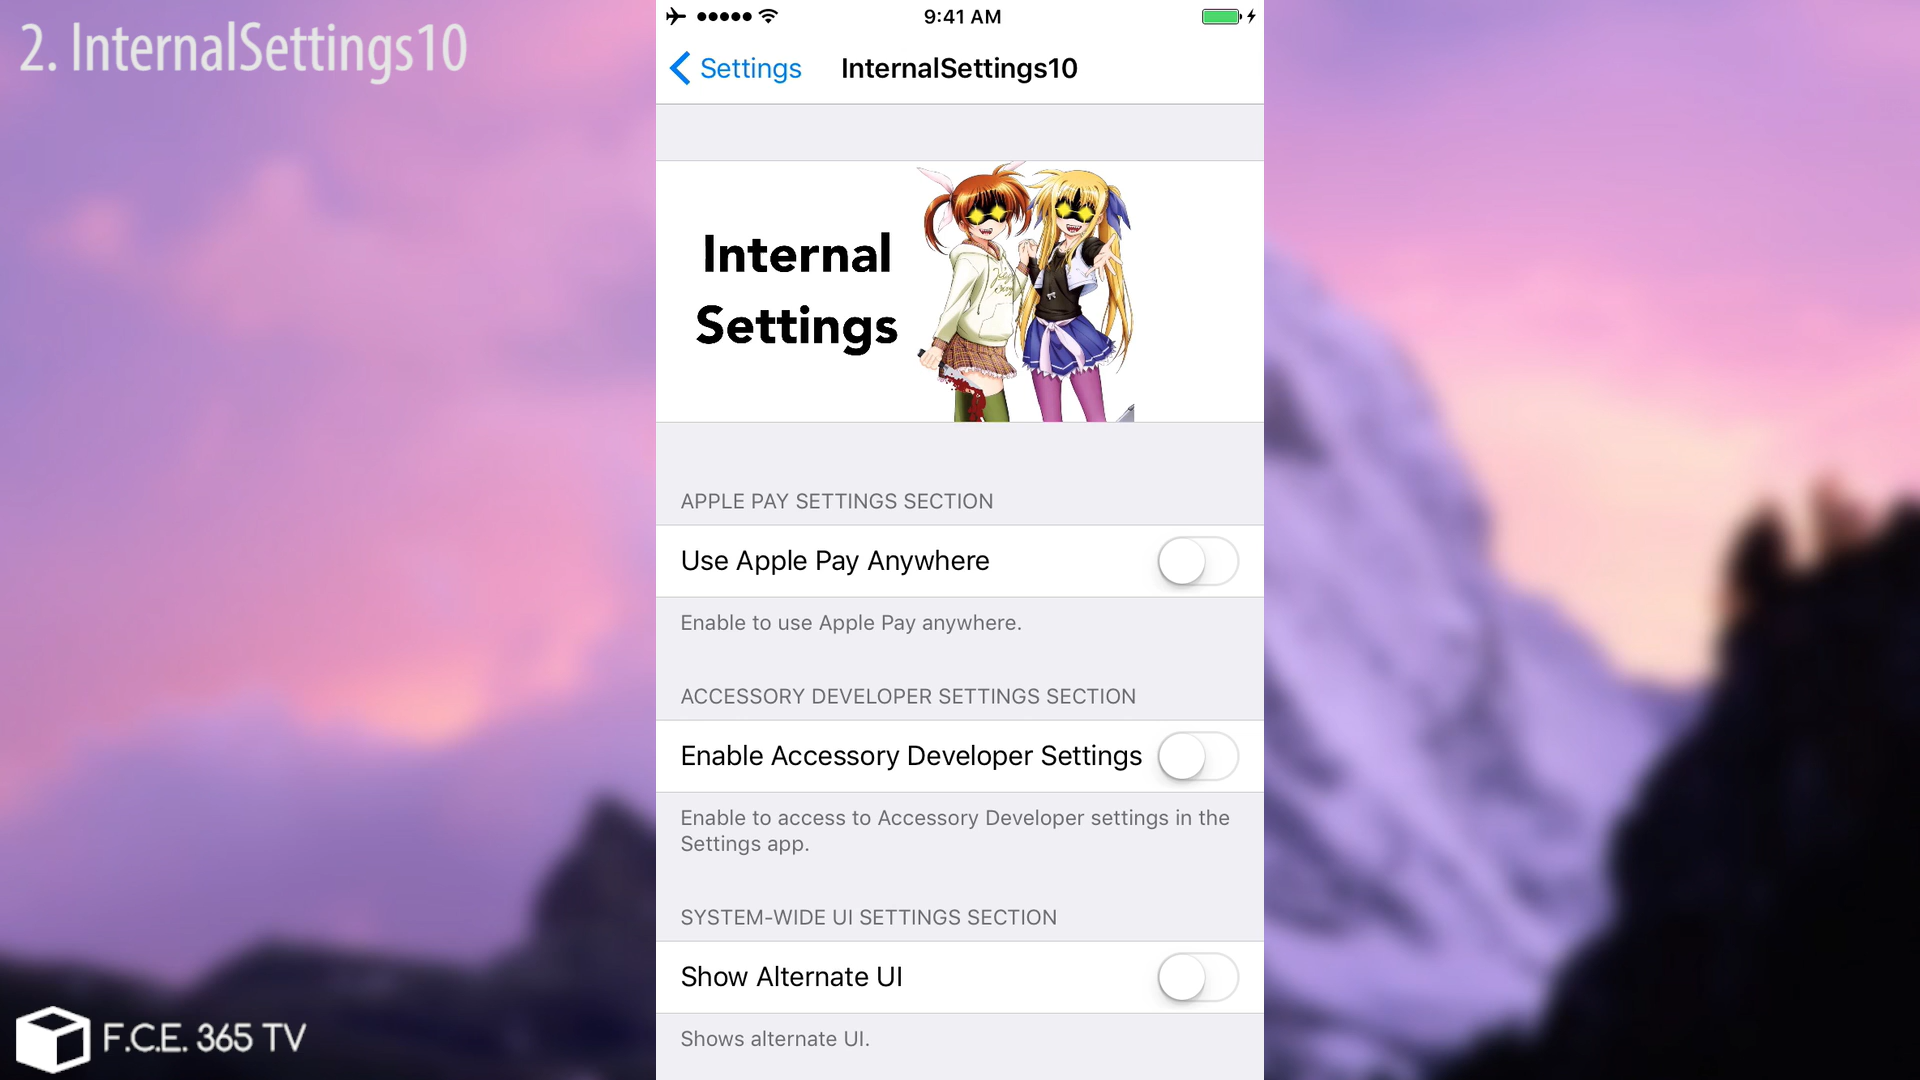 2. InternalSettings10
9:41 AM
Settings
InternalSettings10
Internal
Settings
APPLE PAY SETTINGS SECTION
Use Apple Pay Anywhere
Enable to use Apple Pay anywhere.
ACCESSORY DEVELOPER SETTINGS SECTION
Enable Accessory Developer Settings
Enable to access to Accessory Developer settings in the
Settings app.
SYSTEM-WIDE UI SETTINGS SECTION
Show Alternate UI
Shows alternate UI.
F.C.E. 365 TV